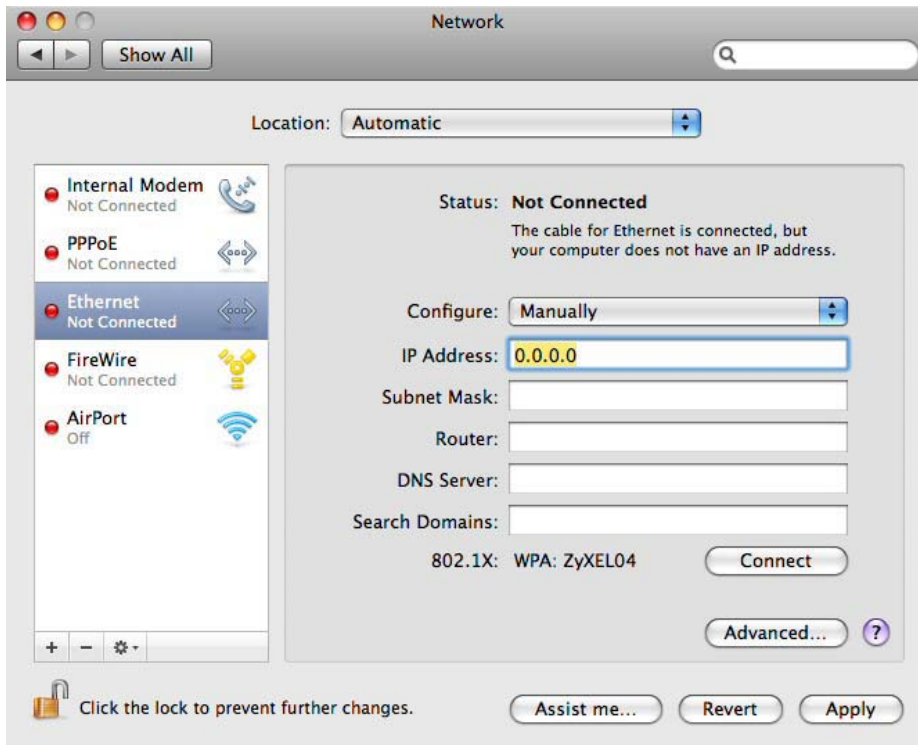 Network
Show All
Location: Automatic
Internal Modem
Not Connected
PPPoE
Not Connected
Ethernet
Not Connected
FireWire
Not Connected
AirPort
Off
Status: Not Connected
The cable for Ethernet is connected, but
your computer does not have an IP address.
Configure: Manually
IP Address: 0.0.0.0
Subnet Mask:
Router:
DNS Server:
Search Domains:
802.1X: WPA: ZyXEL04 Connect
Advanced... ?
Click the lock to prevent further changes.
Assist me... Revert Apply